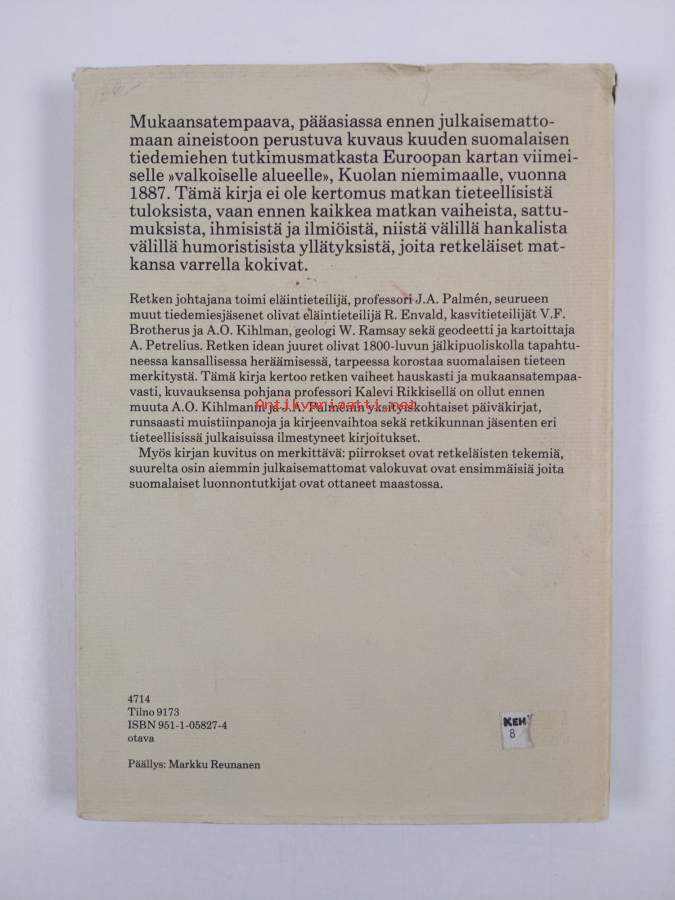 Mukaansatempaava, pääasiassa ennen julkaisematto-
maan aineistoon perustuva kuvaus kuuden suomalaisen
tiedemiehen tutkimusmatkasta Euroopan kartan viimei-
selle »valkoiselle alueelle», Kuolan niemimaalle, vuonna
1887. Tämä kirja ei ole kertomus matkan tieteellisistä
tuloksista, vaan ennen kaikkea matkan vaiheista, sattu-
muksista, ihmisistä ja ilmiöistä, niistä välillä hankalista
välillä humoristisista yllätyksistä, joita retkeläiset mat-
kansa varrella kokivat.
Retken johtajana toimi eläintieteilijä, professori J.A. Palmén, seurueen
muut tiedemiesjäsenet olivat eläintieteilijä R. Envald, kasvitieteilijät V.F.
Brotherus ja A.O. Kihlman, geologi W. Ramsay sekä geodeetti ja kartoittaja
A. Petrelius. Retken idean juuret olivat 1800-luvun jälkipuoliskolla tapahtu-
neessa kansallisessa heräämisessä, tarpeessa korostaa suomalaisen tieteen
merkitystä. Tämä kirja kertoo retken vaiheet hauskasti ja mukaansatempaa-
vasti, kuvauksensa pohjana professori Kalevi Rikkisellä on ollut ennen
muuta A.O. Kihlmanin ja J.A. Palménin yksityiskohtaiset päiväkirjat,
Antikvariaatti.net
runsaasti muistiinpanoja ja kirjeenvaihtoa sekä retkikunnan jäsenten eri
tieteellisissä julkaisuissa ilmestyneet kirjoitukset.
Myös kirjan kuvitus on merkittävä: piirrokset ovat retkeläisten tekemiä,
suurelta osin aiemmin julkaisemattomat valokuvat ovat ensimmäisiä joita
suomalaiset luonnontutkijat ovat ottaneet maastossa.
4714
Tilno 9173
ISBN 951-1-05827-4
otava
KEH
8
Päällys: Markku Reunanen